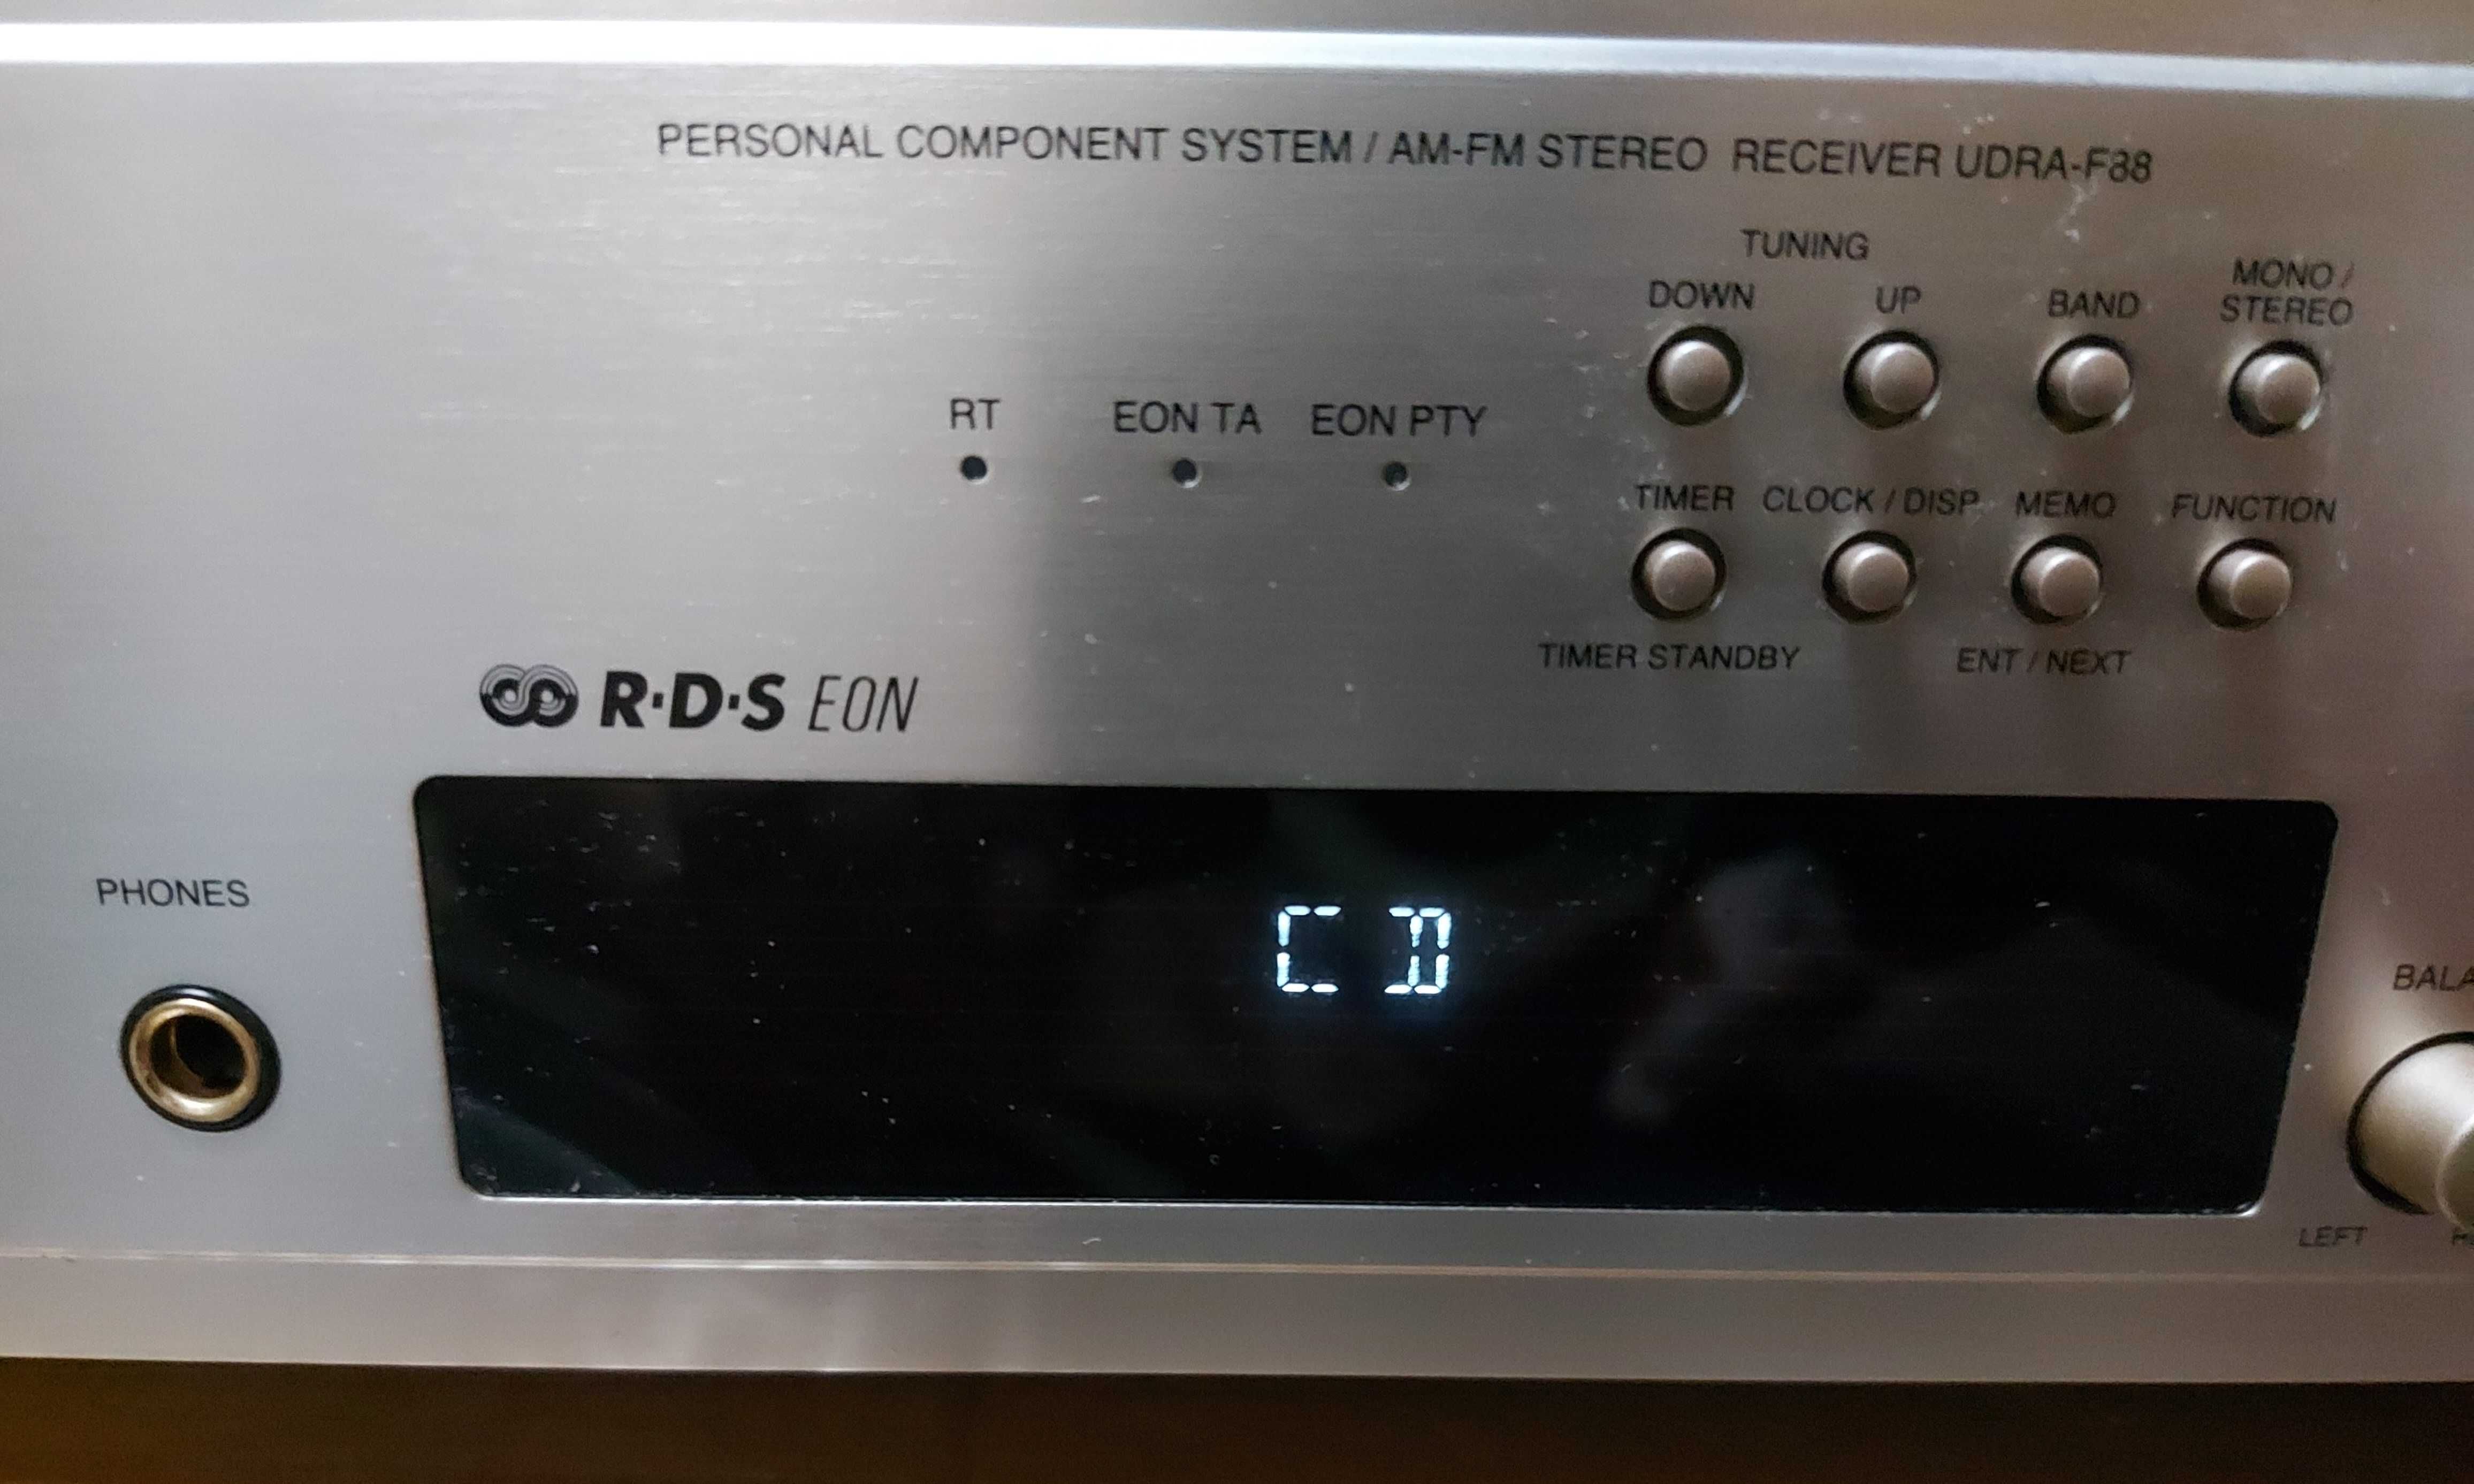 PERSONAL COMPONENT SYSTEM / AM-FM STEREO RECEIVER UDRA-F88
TUNING
DOWN UP BAND MONO / STEREO
RT EON TA EON PTY
TIMER CLOCK / DISP MEMO FUNCTION
TIMER STANDBY ENT / NEXT
R·D·S EON
PHONES
CD
LEFT